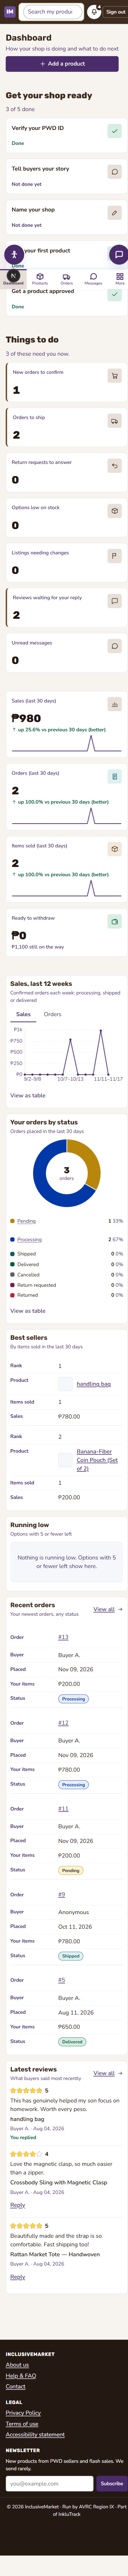 IM
Search my produ
Sign out
Dashboard
How your shop is doing and what to do next
+ Add a product
Get your shop ready
3 of 5 done
Verify your PWD ID
Done
Tell buyers your story
Not done yet
Name your shop
Not done yet
your first product
Done
Dashboard
Products
Orders
Messages
More
Get a product approved
Done
Things to do
3 of these need you now.
New orders to confirm
1
Orders to ship
2
Return requests to answer
0
Options low on stock
0
Listings needing changes
0
Reviews waiting for your reply
2
Unread messages
0
Sales (last 30 days)
₱980
↑ up 25.6% vs previous 30 days (better)
Orders (last 30 days)
2
↑ up 100.0% vs previous 30 days (better)
Items sold (last 30 days)
2
↑ up 100.0% vs previous 30 days (better)
Ready to withdraw
₱0
₱1,100 still on the way
Sales, last 12 weeks
Confirmed orders each week: processing, shipped
or delivered
Sales
Orders
₱1k
₱750
₱500
₱250
₱0
9/2–9/8
10/7–10/13
11/11–11/17
View as table
Your orders by status
Orders placed in the last 30 days
3
orders
Pending 1 33%
Processing 2 67%
Shipped 0 0%
Delivered 0 0%
Cancelled 0 0%
Return requested 0 0%
Returned 0 0%
View as table
Best sellers
By items sold in the last 30 days
Rank 1
Product handling bag
Items sold 1
Sales ₱780.00
Rank 2
Product Banana-Fiber
Coin Pouch (Set
of 2)
Items sold 1
Sales ₱200.00
Running low
Options with 5 or fewer left
Nothing is running low. Options with 5
or fewer left show here.
Recent orders
View all →
Your newest orders, any status
Order #13
Buyer Buyer A.
Placed Nov 09, 2026
Your items ₱200.00
Status Processing
Order #12
Buyer Buyer A.
Placed Nov 09, 2026
Your items ₱780.00
Status Processing
Order #11
Buyer Buyer A.
Placed Nov 09, 2026
Your items ₱200.00
Status Pending
Order #9
Buyer Anonymous
Placed Oct 11, 2026
Your items ₱780.00
Status Shipped
Order #5
Buyer Buyer A.
Placed Aug 11, 2026
Your items ₱650.00
Status Delivered
Latest reviews
View all →
What buyers said most recently
5
This has genuinely helped my son focus on
homework. Worth every peso.
handling bag
Buyer A. · Aug 04, 2026
You replied
4
Love the magnetic clasp, so much easier
than a zipper.
Crossbody Sling with Magnetic Clasp
Buyer A. · Aug 04, 2026
Reply
5
Beautifully made and the strap is so
comfortable. Fast shipping too!
Rattan Market Tote — Handwoven
Buyer A. · Aug 04, 2026
Reply
INCLUSIVEMARKET
About us
Help & FAQ
Contact
LEGAL
Privacy Policy
Terms of use
Accessibility statement
NEWSLETTER
New products from PWD sellers and flash sales. We
send rarely.
you@example.com
Subscribe
© 2026 InclusiveMarket · Run by AVRC Region IX · Part
of InkluTrack